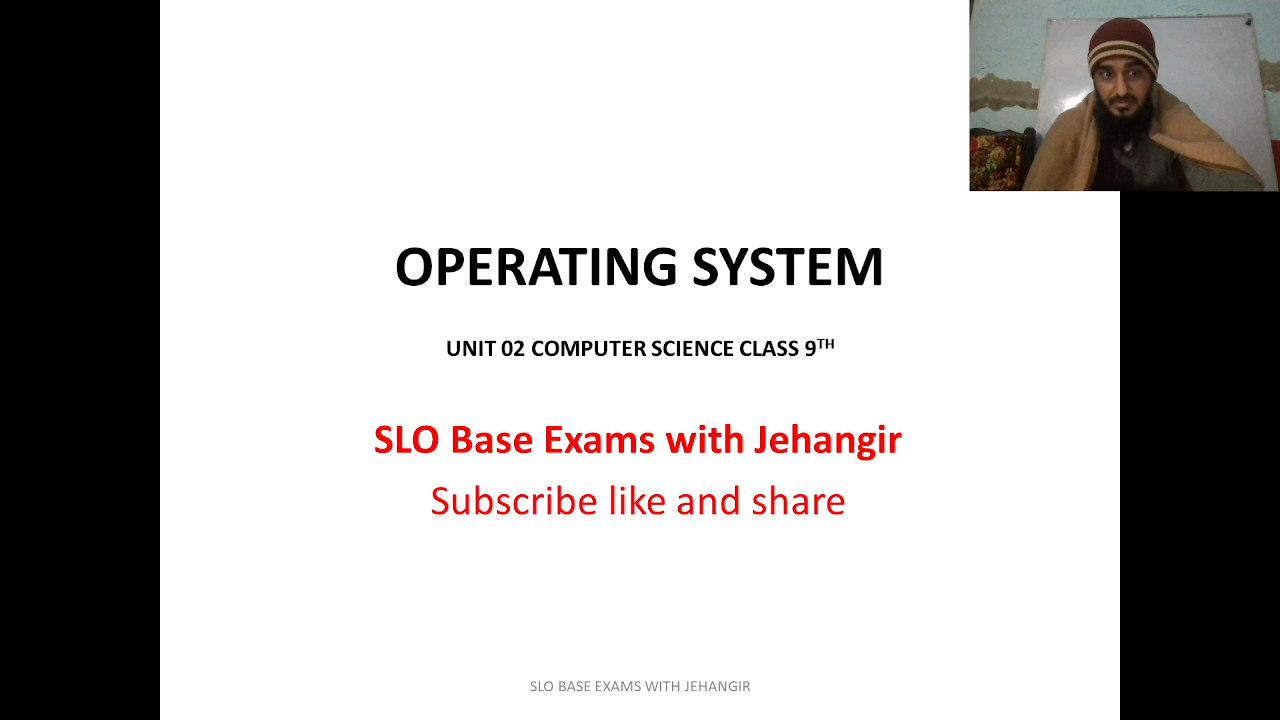 OPERATING SYSTEM
UNIT 02 COMPUTER SCIENCE CLASS 9TH
SLO Base Exams with Jehangir
Subscribe like and share
SLO BASE EXAMS WITH JEHANGIR